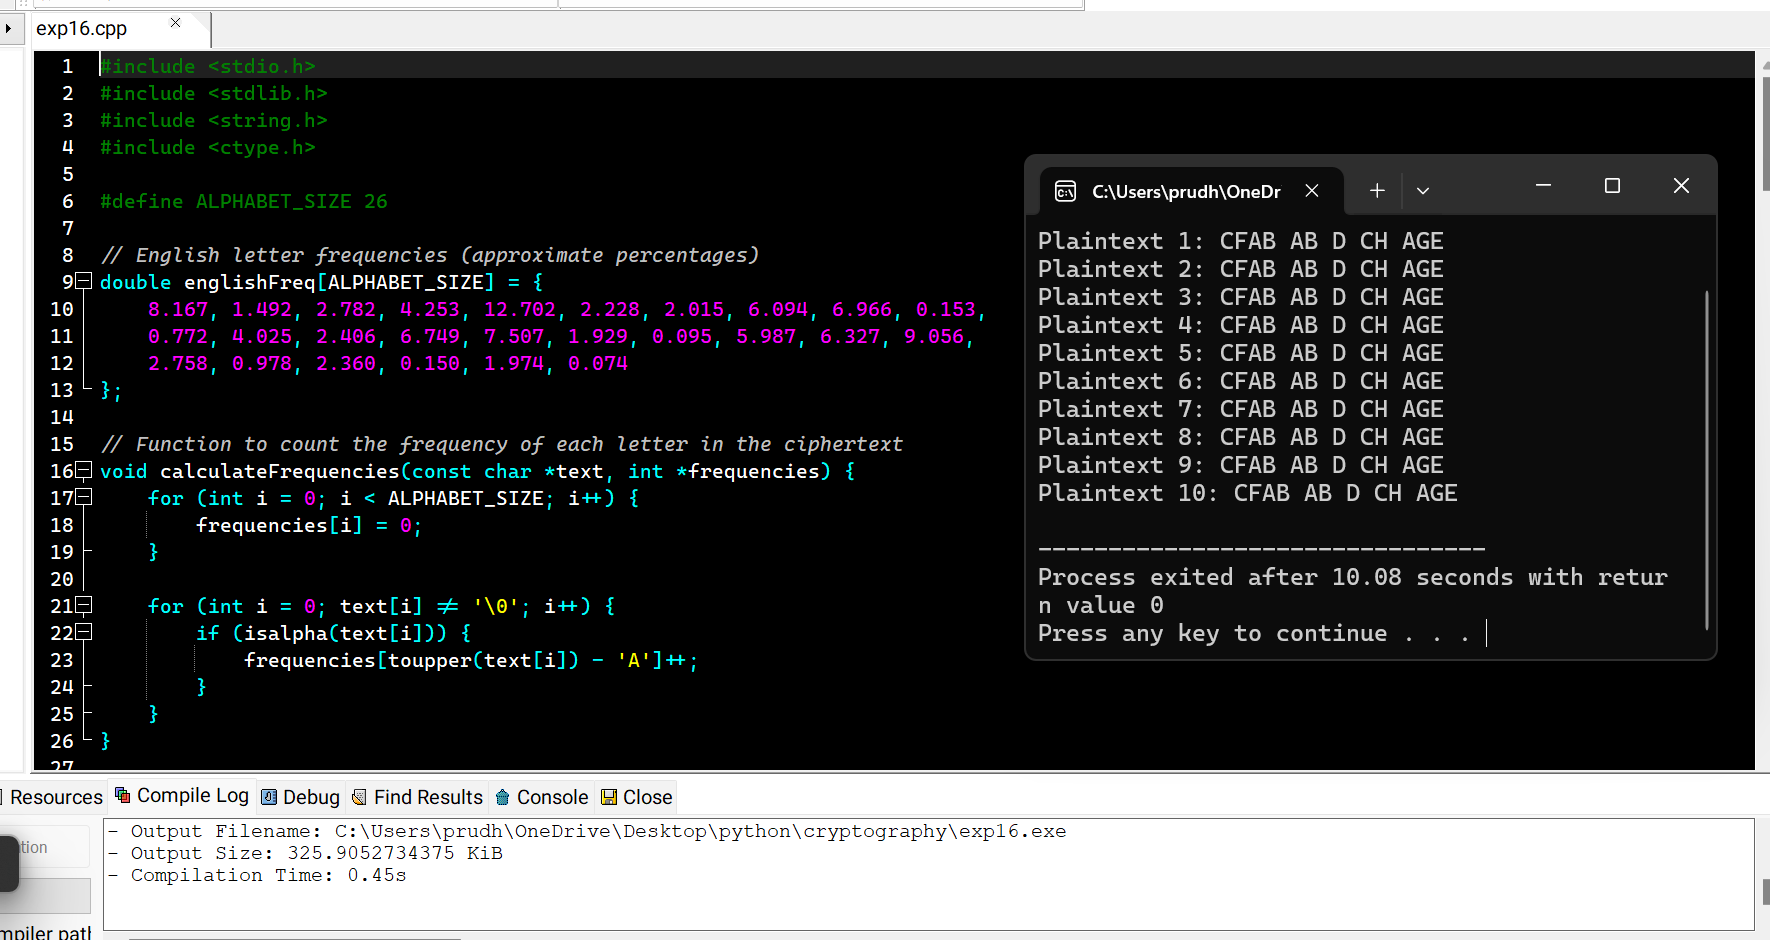 exp16.cpp
1 #include <stdio.h>
2 #include <stdlib.h>
3 #include <string.h>
4 #include <ctype.h>
5
6 #define ALPHABET_SIZE 26
7
8 // English letter frequencies (approximate percentages)
9 double englishFreq[ALPHABET_SIZE] = {
10 8.167, 1.492, 2.782, 4.253, 12.702, 2.228, 2.015, 6.094, 6.966, 0.153,
11 0.772, 4.025, 2.406, 6.749, 7.507, 1.929, 0.095, 5.987, 6.327, 9.056,
12 2.758, 0.978, 2.360, 0.150, 1.974, 0.074
13 };
14
15 // Function to count the frequency of each letter in the ciphertext
16 void calculateFrequencies(const char *text, int *frequencies) {
17 for (int i = 0; i < ALPHABET_SIZE; i++) {
18 frequencies[i] = 0;
19 }
20
21 for (int i = 0; text[i] != '\0'; i++) {
22 if (isalpha(text[i])) {
23 frequencies[toupper(text[i]) - 'A']++;
24 }
25 }
26 }
27
C:\Users\prudh\OneDr
Plaintext 1: CFAB AB D CH AGE
Plaintext 2: CFAB AB D CH AGE
Plaintext 3: CFAB AB D CH AGE
Plaintext 4: CFAB AB D CH AGE
Plaintext 5: CFAB AB D CH AGE
Plaintext 6: CFAB AB D CH AGE
Plaintext 7: CFAB AB D CH AGE
Plaintext 8: CFAB AB D CH AGE
Plaintext 9: CFAB AB D CH AGE
Plaintext 10: CFAB AB D CH AGE
--------------------------------
Process exited after 10.08 seconds with retur
n value 0
Press any key to continue . . .
Resources Compile Log Debug Find Results Console Close
- Output Filename: C:\Users\prudh\OneDrive\Desktop\python\cryptography\exp16.exe
- Output Size: 325.9052734375 KiB
- Compilation Time: 0.45s